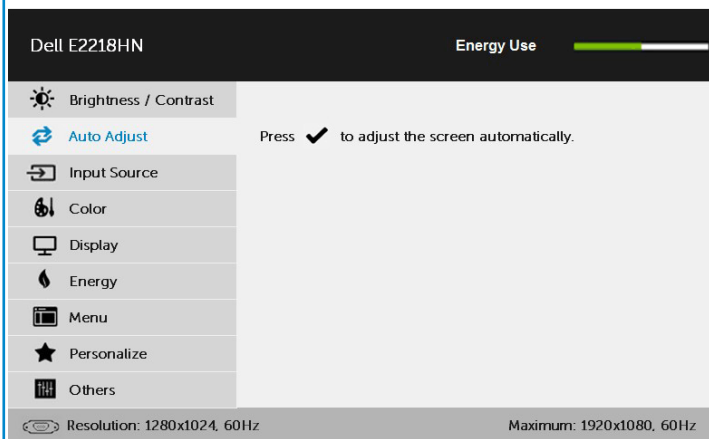 Dell E2218HN
Energy Use
Brightness / Contrast
Auto Adjust
Press ✔ to adjust the screen automatically.
Input Source
Color
Display
Energy
Menu
Personalize
Others
Resolution: 1280x1024, 60Hz
Maximum: 1920x1080, 60Hz